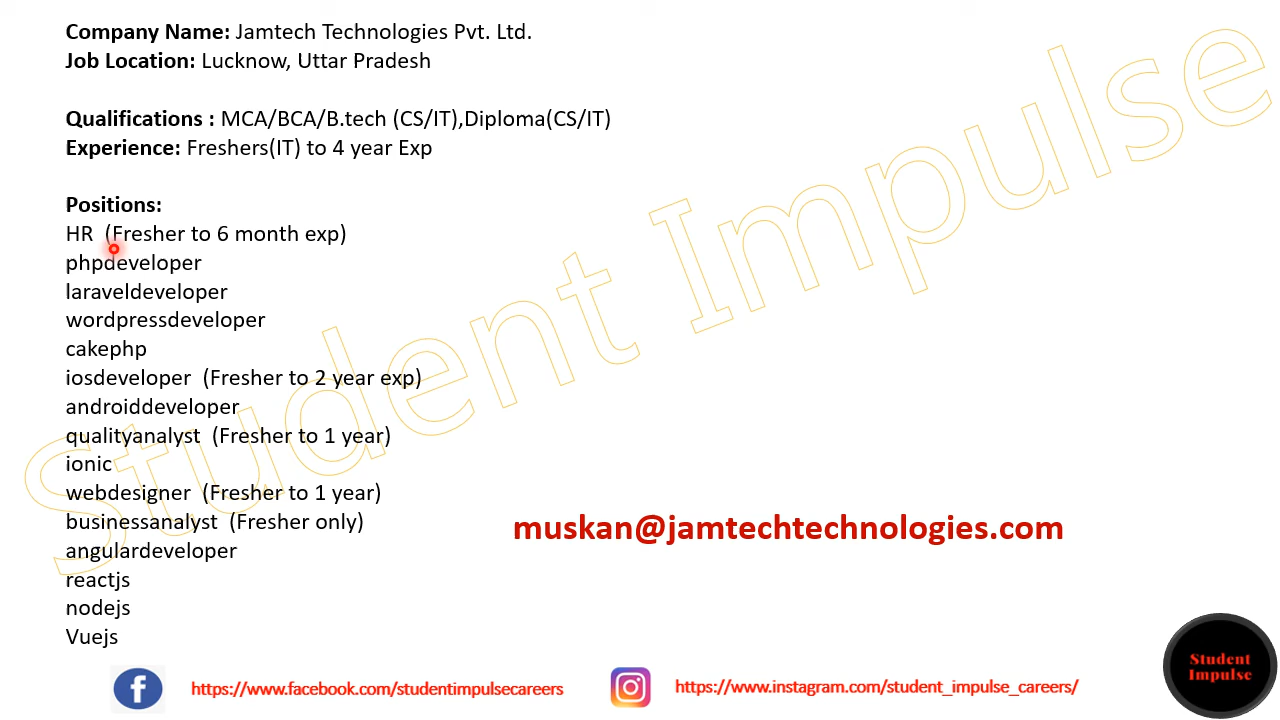 Company Name: Jamtech Technologies Pvt. Ltd.
Job Location: Lucknow, Uttar Pradesh
Qualifications : MCA/BCA/B.tech (CS/IT),Diploma(CS/IT)
Experience: Freshers(IT) to 4 year Exp
Positions:
HR (Fresher to 6 month exp)
phpdeveloper
laraveldeveloper
wordpressdeveloper
cakephp
iosdeveloper (Fresher to 2 year exp)
androiddeveloper
qualityanalyst (Fresher to 1 year)
ionic
webdesigner (Fresher to 1 year)
businessanalyst (Fresher only)
angulardeveloper
reactjs
nodejs
Vuejs
muskan@jamtechtechnologies.com
Student Impulse
https://www.facebook.com/studentimpulsecareers
https://www.instagram.com/student_impulse_careers/
Student
Impulse